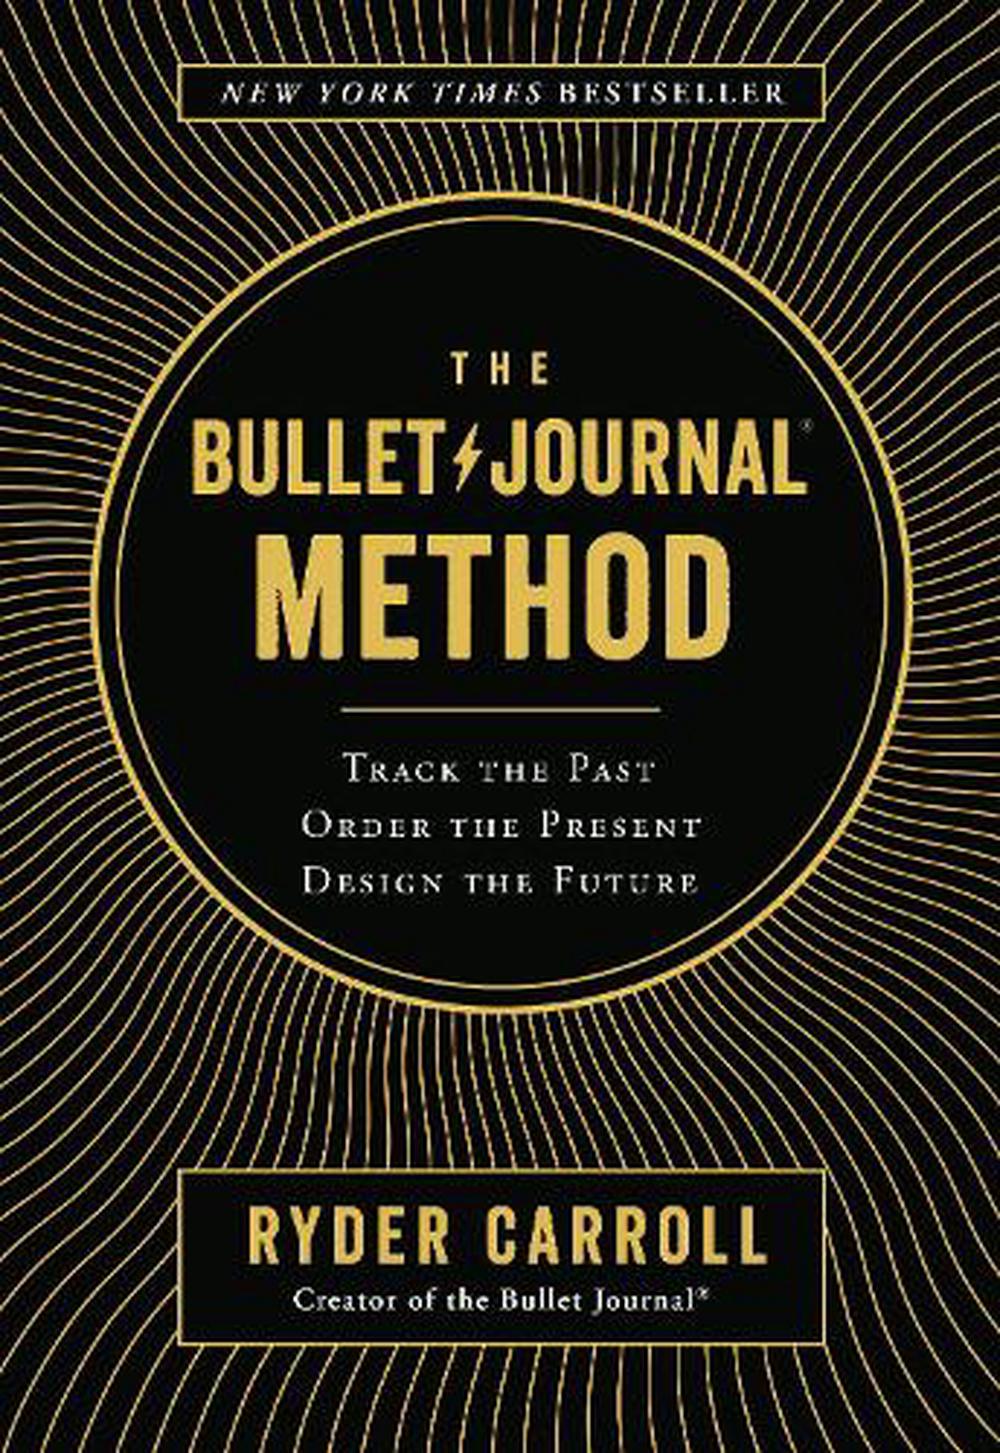 NEW YORK TIMES BESTSELLER
THE
BULLET JOURNAL®
METHOD
TRACK THE PAST
ORDER THE PRESENT
DESIGN THE FUTURE
RYDER CARROLL
Creator of the Bullet Journal®